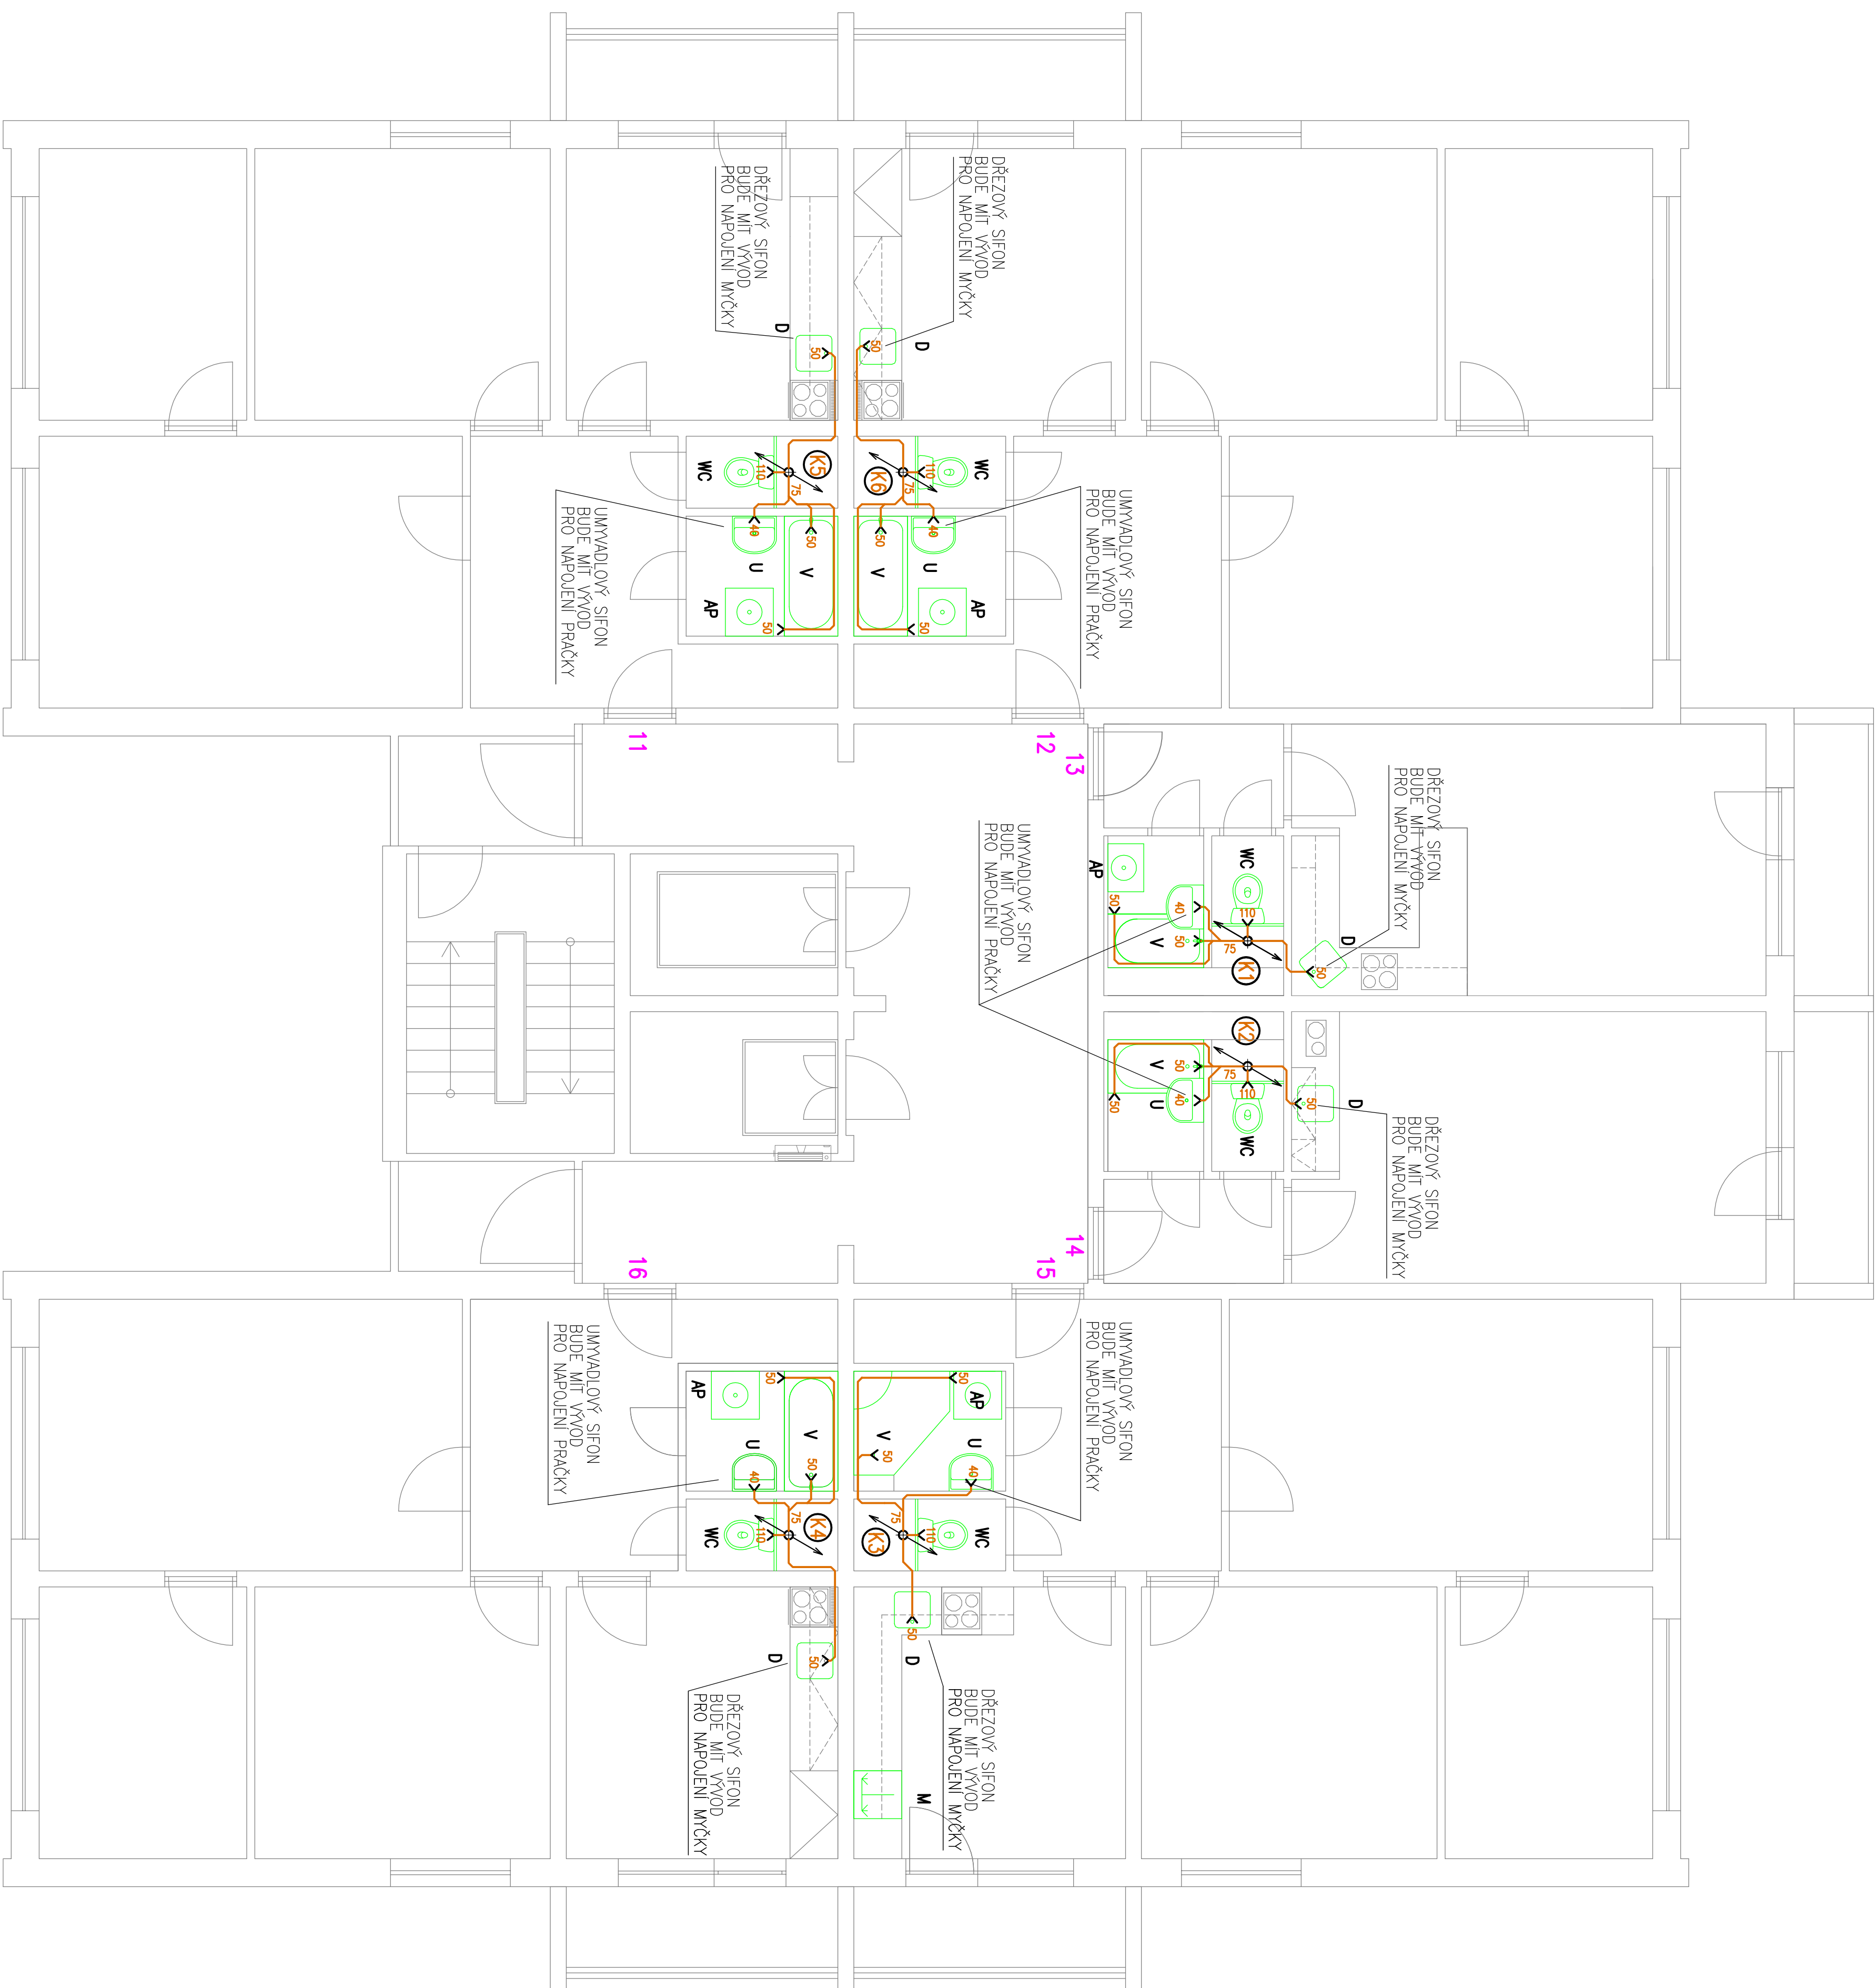 DŘEZOVÝ SIFON
BUDE MÍT VÝVOD
PRO NAPOJENÍ MYČKY
D
50
DŘEZOVÝ SIFON
BUDE MÍT VÝVOD
PRO NAPOJENÍ MYČKY
D
50
WC
110
K5
75
40
50
U
V
AP
50
UMYVADLOVÝ SIFON
BUDE MÍT VÝVOD
PRO NAPOJENÍ PRAČKY
WC
110
K6
75
40
50
U
V
AP
50
UMYVADLOVÝ SIFON
BUDE MÍT VÝVOD
PRO NAPOJENÍ PRAČKY
11
12
13
DŘEZOVÝ SIFON
BUDE MÍT VÝVOD
PRO NAPOJENÍ MYČKY
D
50
WC
110
K1
75
AP
50
40
50
V
UMYVADLOVÝ SIFON
BUDE MÍT VÝVOD
PRO NAPOJENÍ PRAČKY
K2
75
110
WC
V
50
40
U
50
50
D
DŘEZOVÝ SIFON
BUDE MÍT VÝVOD
PRO NAPOJENÍ MYČKY
14
15
16
UMYVADLOVÝ SIFON
BUDE MÍT VÝVOD
PRO NAPOJENÍ PRAČKY
AP
50
V
U
50
40
75
K4
110
WC
UMYVADLOVÝ SIFON
BUDE MÍT VÝVOD
PRO NAPOJENÍ PRAČKY
50
AP
V
U
50
40
75
K3
110
WC
50
D
DŘEZOVÝ SIFON
BUDE MÍT VÝVOD
PRO NAPOJENÍ MYČKY
50
D
DŘEZOVÝ SIFON
BUDE MÍT VÝVOD
PRO NAPOJENÍ MYČKY
M